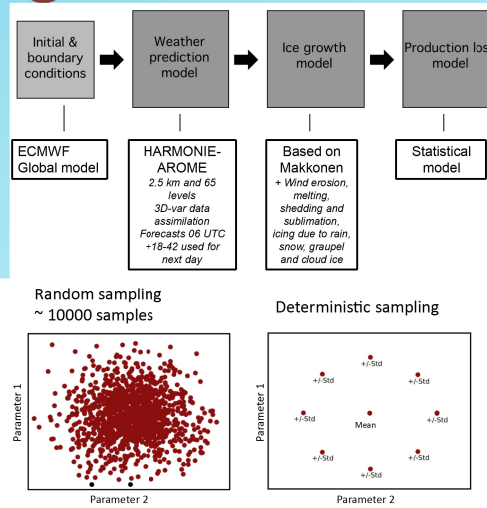 Initial &
boundary
conditions
Weather
prediction
model
Ice growth
model
Production los
model
ECMWF
Global model
HARMONIE-
AROME
2.5 km and 65
levels
3D-var data
assimilation
Forecasts 06 UTC
+18-42 used for
next day
Based on
Makkonen
+ Wind erosion,
melting,
shedding and
sublimation,
icing due to rain,
snow, graupel
and cloud ice
Statistical
model
Random sampling
~ 10000 samples
Parameter 1
Parameter 2
Deterministic sampling
Parameter 1
+/-Std
+/-Std
+/-Std
+/-Std
Mean
+/-Std
+/-Std
+/-Std
+/-Std
Parameter 2